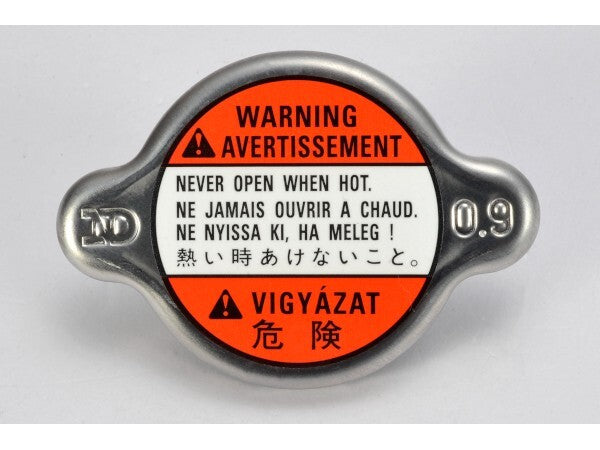 WARNING
AVERTISSEMENT
NEVER OPEN WHEN HOT.
NE JAMAIS OUVRIR A CHAUD.
NE NYISSA KI, HA MELEG !
熱い時あけないこと。
ND
0.9
VIGYÁZAT
危険